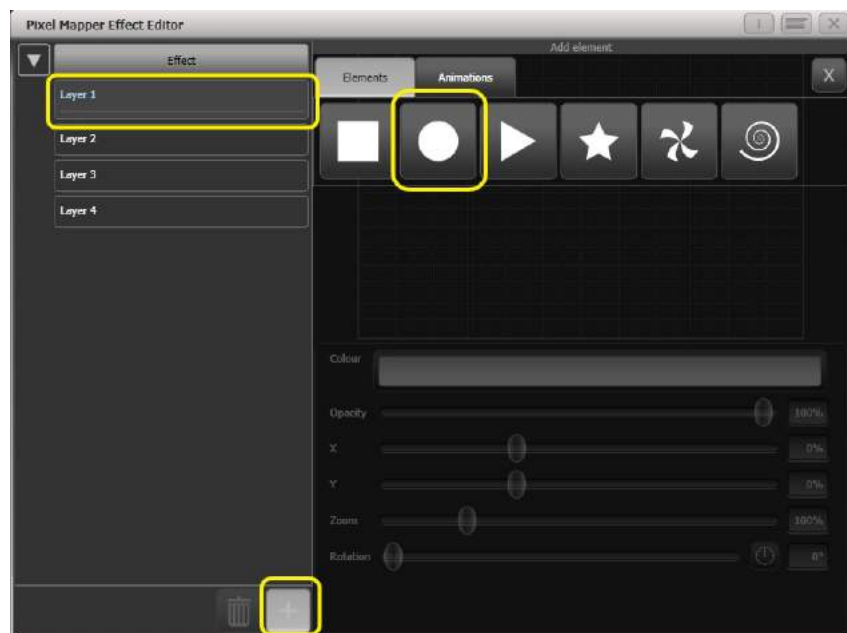 Pixel Mapper Effect Editor
Effect
Layer 1
Layer 2
Layer 3
Layer 4
Add element
Elements
Animations
X
Colour
Opacity
100%
X
0%
Y
0%
Zoom
100%
Rotation
0°